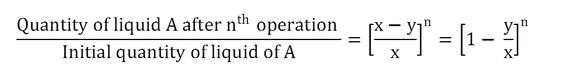 Quantity of liquid A after nᵗʰ operation / Initial quantity of liquid of A = [x − y / x]ⁿ = [1 − y/x]ⁿ